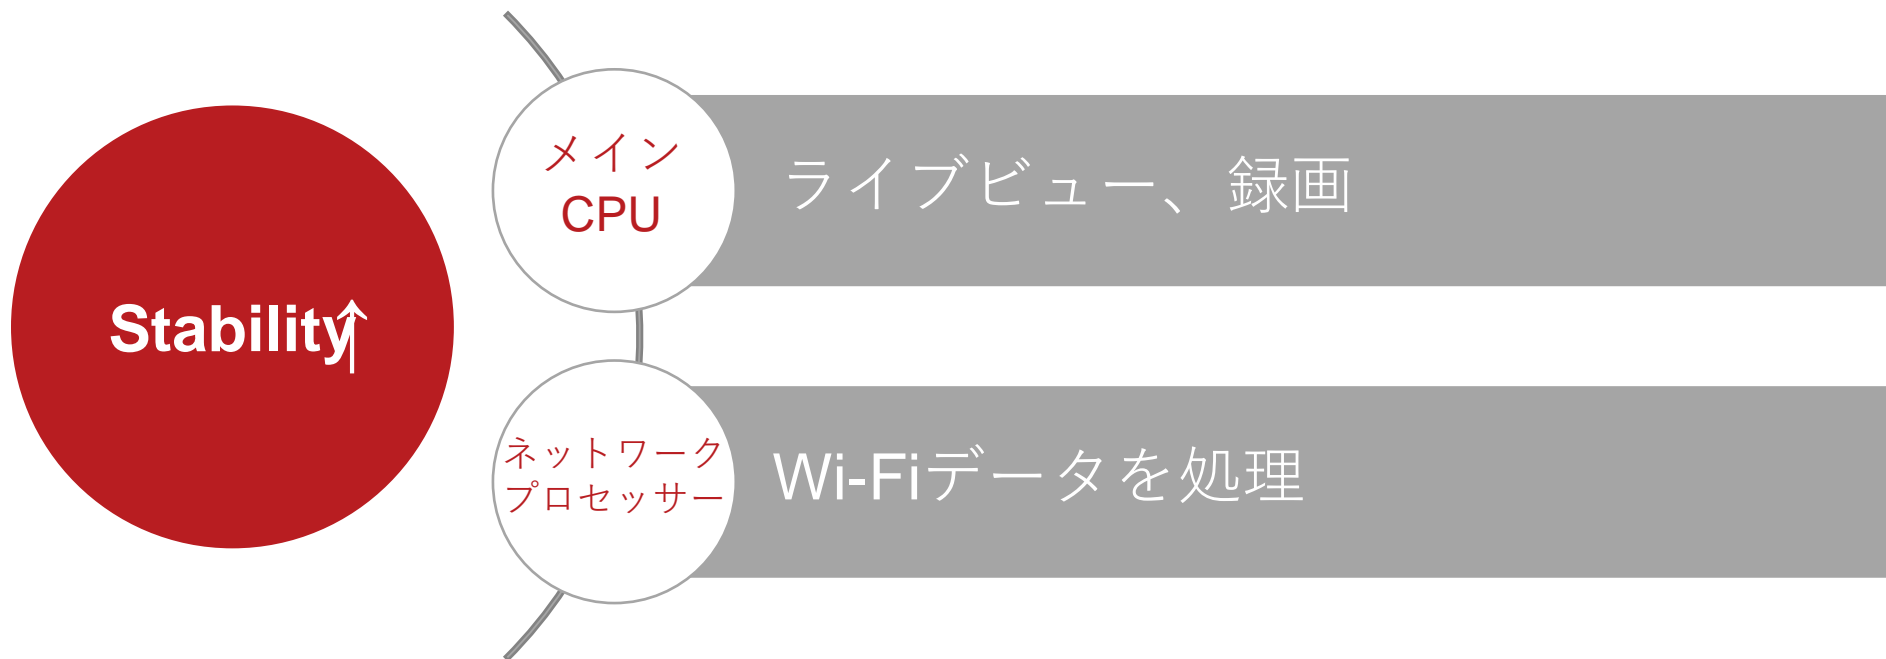 Stability↑
メイン
CPU
ライブビュー、録画
ネットワーク
プロセッサー
Wi-Fiデータを処理